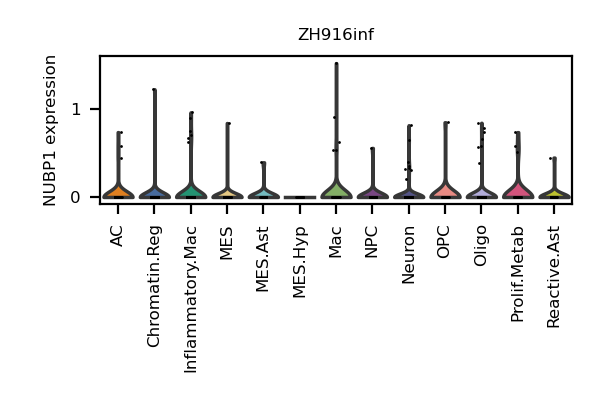 ZH916inf
NUBP1 expression
1
0
AC
Chromatin.Reg
Inflammatory.Mac
MES
MES.Ast
MES.Hyp
Mac
NPC
Neuron
OPC
Oligo
Prolif.Metab
Reactive.Ast